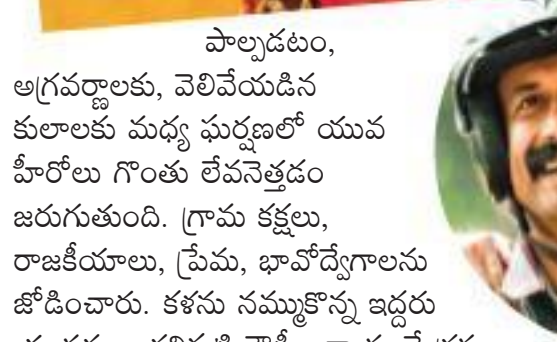 పాల్పడటం,
అగ్రవర్ణాలకు, వెలివేయడిన
కులాలకు మధ్య ఘర్షణలో యువ
హీరోలు గొంతు లేవనెత్తడం
జరుగుతుంది. గ్రామ కక్షలు,
రాజకీయాలు, ప్రేమ, భావోద్వేగాలను
జోడించారు. కళను నమ్ముకొన్న ఇద్దరు